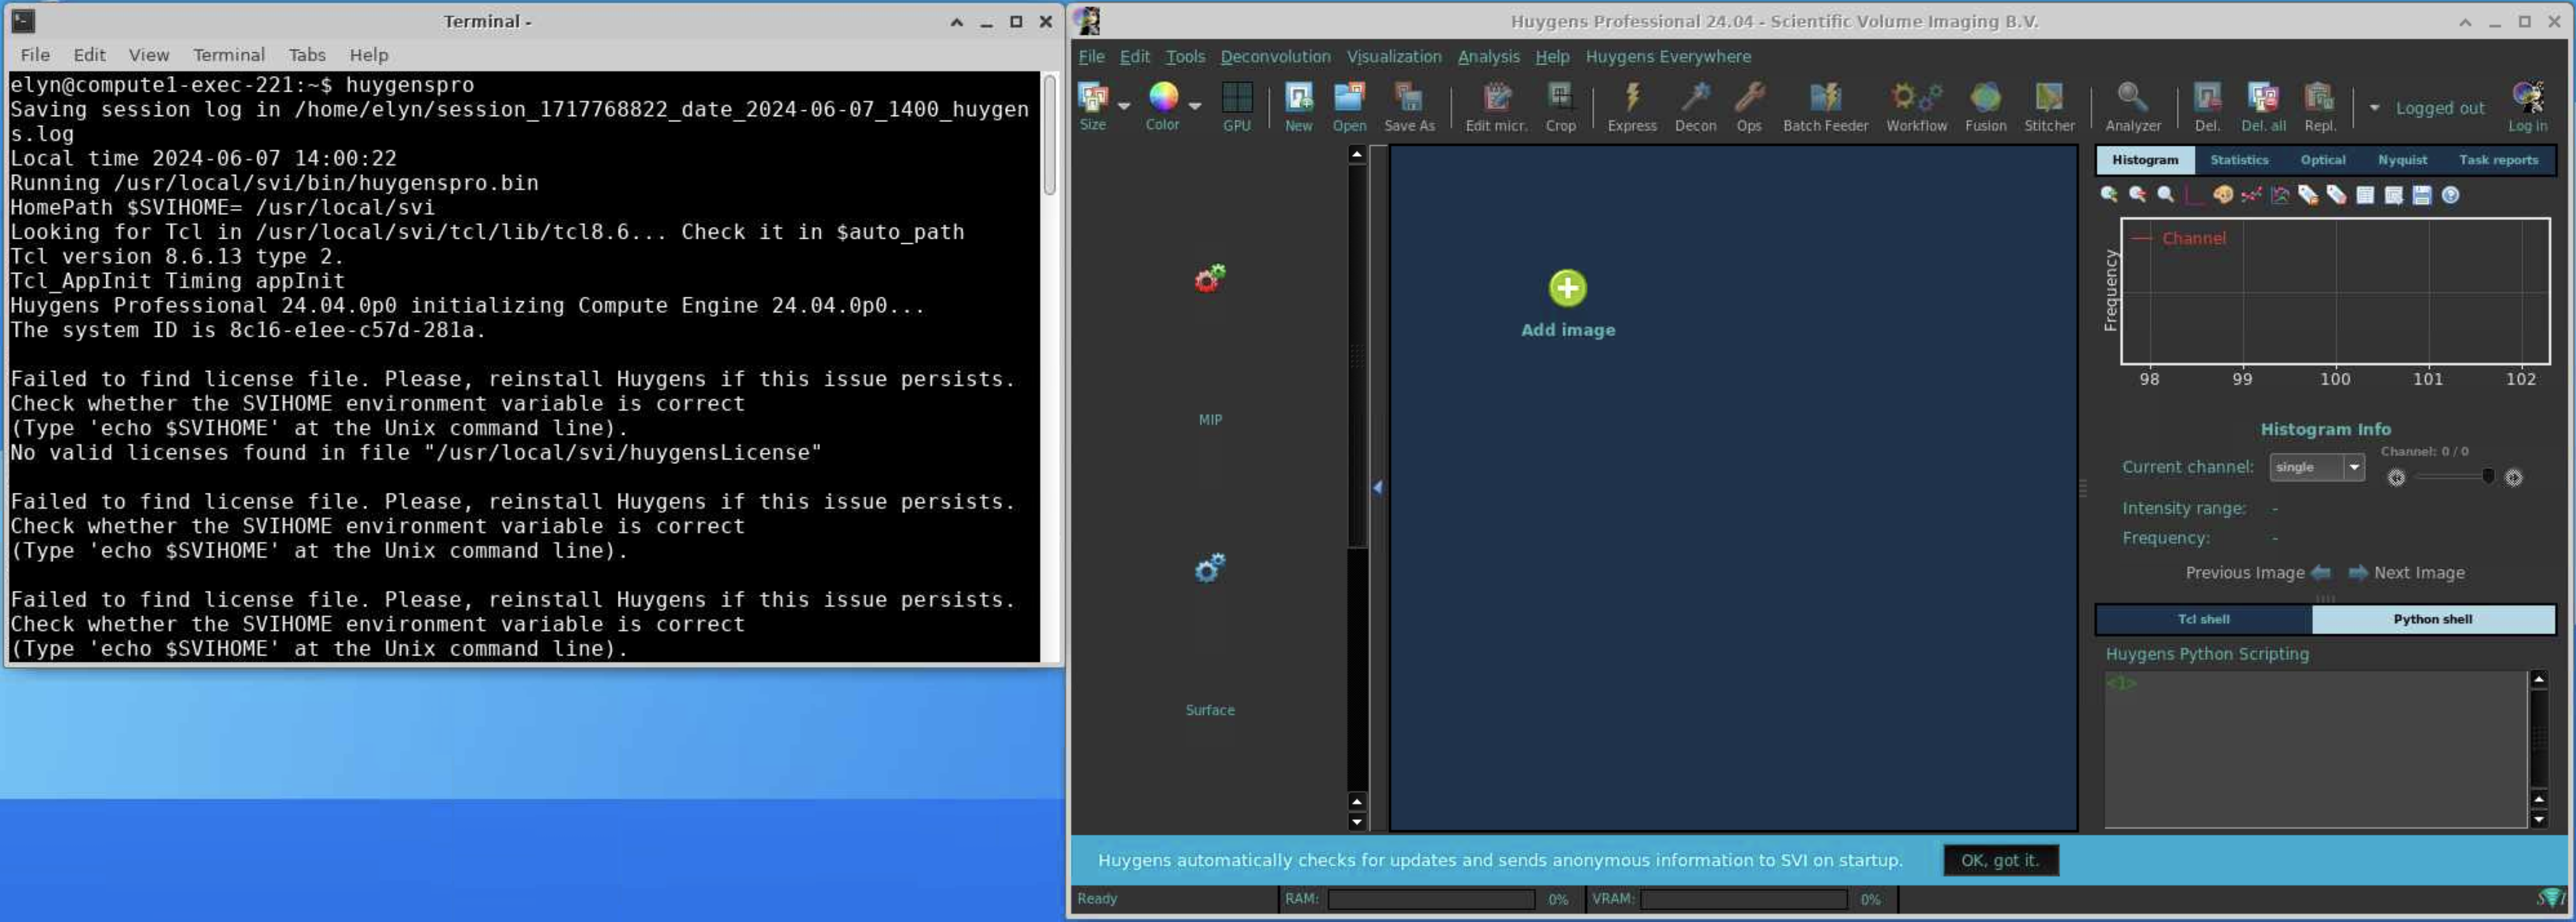 Terminal -
File Edit View Terminal Tabs Help
elyn@compute1-exec-221:~$ huygenspro
Saving session log in /home/elyn/session_1717768822_date_2024-06-07_1400_huygen
s.log
Local time 2024-06-07 14:00:22
Running /usr/local/svi/bin/huygenspro.bin
HomePath $SVIHOME= /usr/local/svi
Looking for Tcl in /usr/local/svi/tcl/lib/tcl8.6... Check it in $auto_path
Tcl version 8.6.13 type 2.
Tcl_AppInit Timing appInit
Huygens Professional 24.04.0p0 initializing Compute Engine 24.04.0p0...
The system ID is 8c16-e1ee-c57d-281a.
Failed to find license file. Please, reinstall Huygens if this issue persists.
Check whether the SVIHOME environment variable is correct
(Type 'echo $SVIHOME' at the Unix command line).
No valid licenses found in file "/usr/local/svi/huygensLicense"
Failed to find license file. Please, reinstall Huygens if this issue persists.
Check whether the SVIHOME environment variable is correct
(Type 'echo $SVIHOME' at the Unix command line).
Failed to find license file. Please, reinstall Huygens if this issue persists.
Check whether the SVIHOME environment variable is correct
(Type 'echo $SVIHOME' at the Unix command line).
Huygens Professional 24.04 - Scientific Volume Imaging B.V.
File Edit Tools Deconvolution Visualization Analysis Help Huygens Everywhere
Size Color GPU New Open Save As Edit micr. Crop Express Decon Ops Batch Feeder Workflow Fusion Stitcher Analyzer Del. Del. all Repl. Logged out Log in
MIP
Surface
Add image
Histogram Statistics Optical Nyquist Task reports
Channel
Frequency
98 99 100 101 102
Histogram Info
Channel: 0 / 0
Current channel: single
Intensity range: -
Frequency: -
Previous Image Next Image
Tcl shell Python shell
Huygens Python Scripting
<1>
Huygens automatically checks for updates and sends anonymous information to SVI on startup. OK, got it.
Ready RAM: 0% VRAM: 0%
SVI